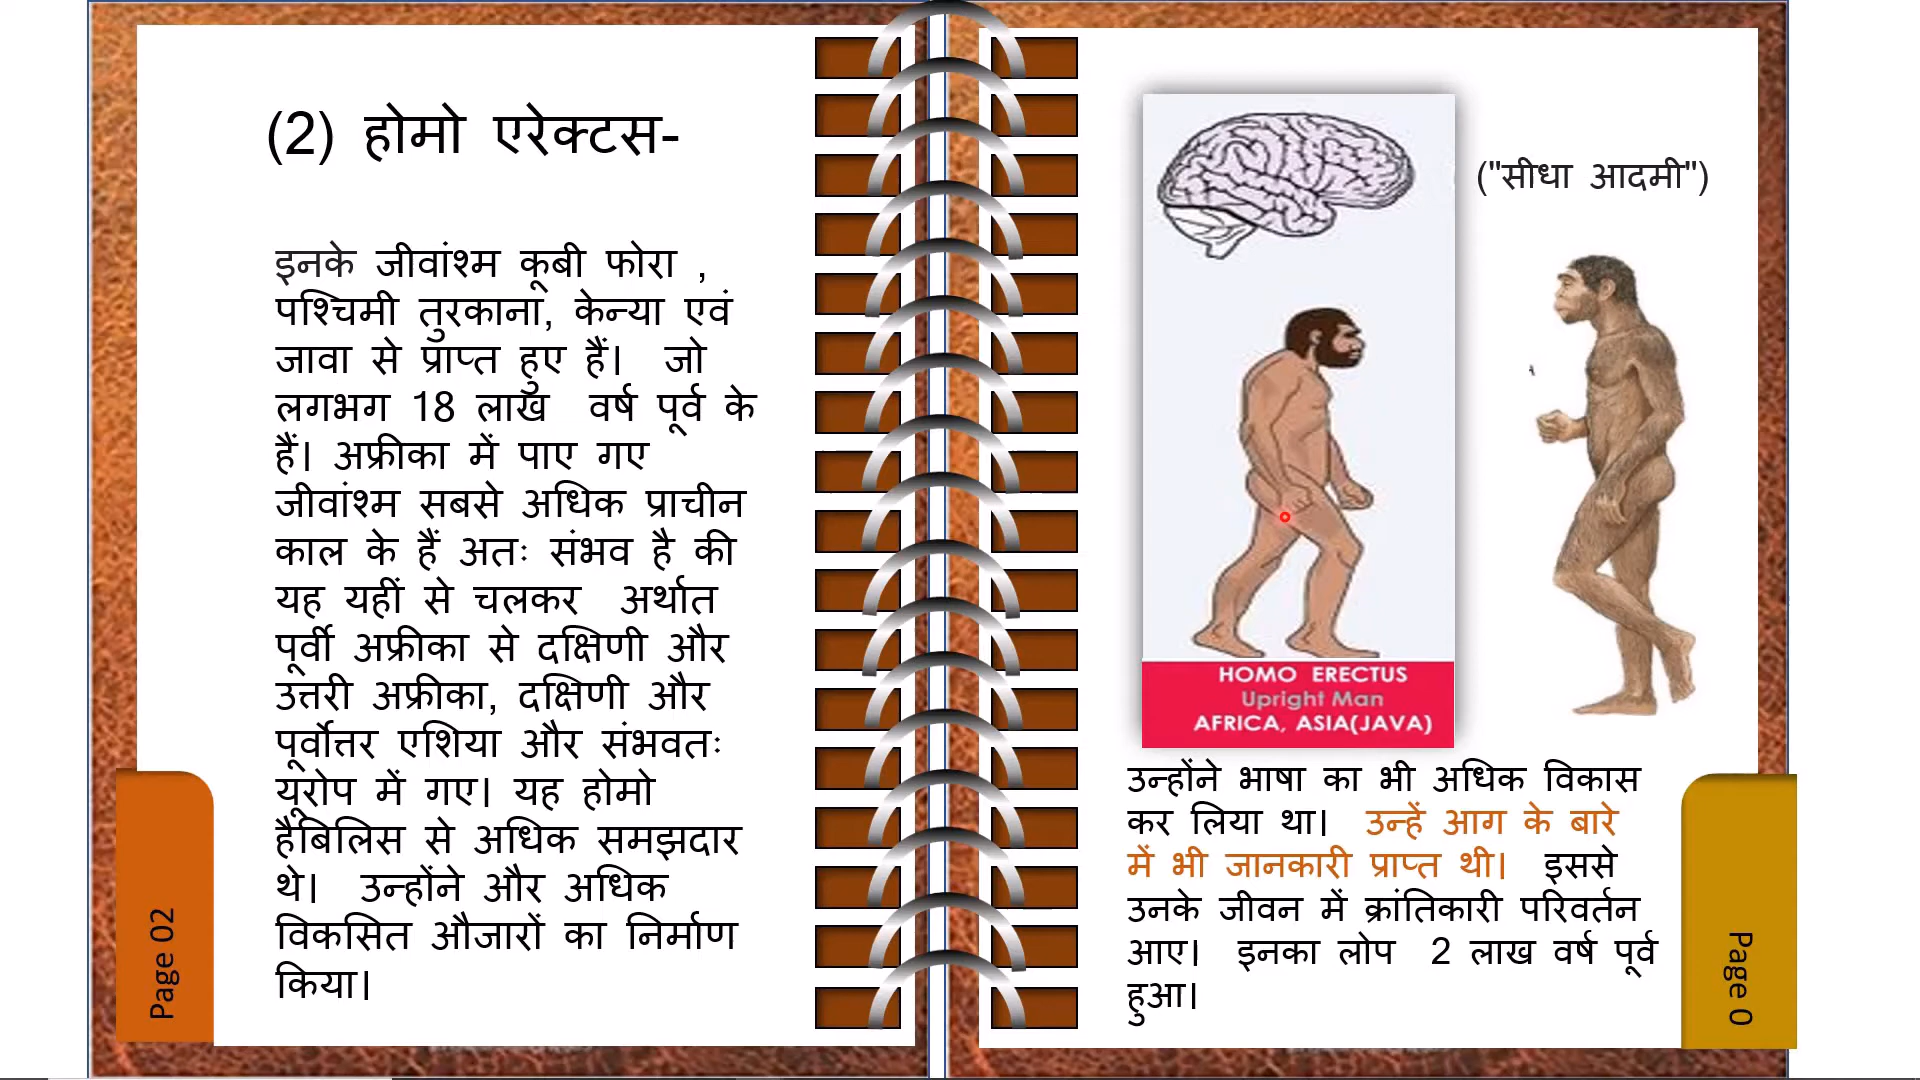 (2) होमो एरेक्टस-
इनके जीवांश्म कूबी फोरा ,
पश्चिमी तुरकाना, केन्या एवं
जावा से प्राप्त हुए हैं। जो
लगभग 18 लाख वर्ष पूर्व के
हैं। अफ्रीका में पाए गए
जीवांश्म सबसे अधिक प्राचीन
काल के हैं अतः संभव है की
यह यहीं से चलकर अर्थात
पूर्वी अफ्रीका से दक्षिणी और
उत्तरी अफ्रीका, दक्षिणी और
पूर्वोत्तर एशिया और संभवतः
यूरोप में गए। यह होमो
हैबिलिस से अधिक समझदार
थे। उन्होंने और अधिक
विकसित औजारों का निर्माण
किया।
Page 02
("सीधा आदमी")
HOMO ERECTUS
Upright Man
AFRICA, ASIA(JAVA)
उन्होंने भाषा का भी अधिक विकास
कर लिया था। उन्हें आग के बारे
में भी जानकारी प्राप्त थी। इससे
उनके जीवन में क्रांतिकारी परिवर्तन
आए। इनका लोप 2 लाख वर्ष पूर्व
हुआ।
Page 0